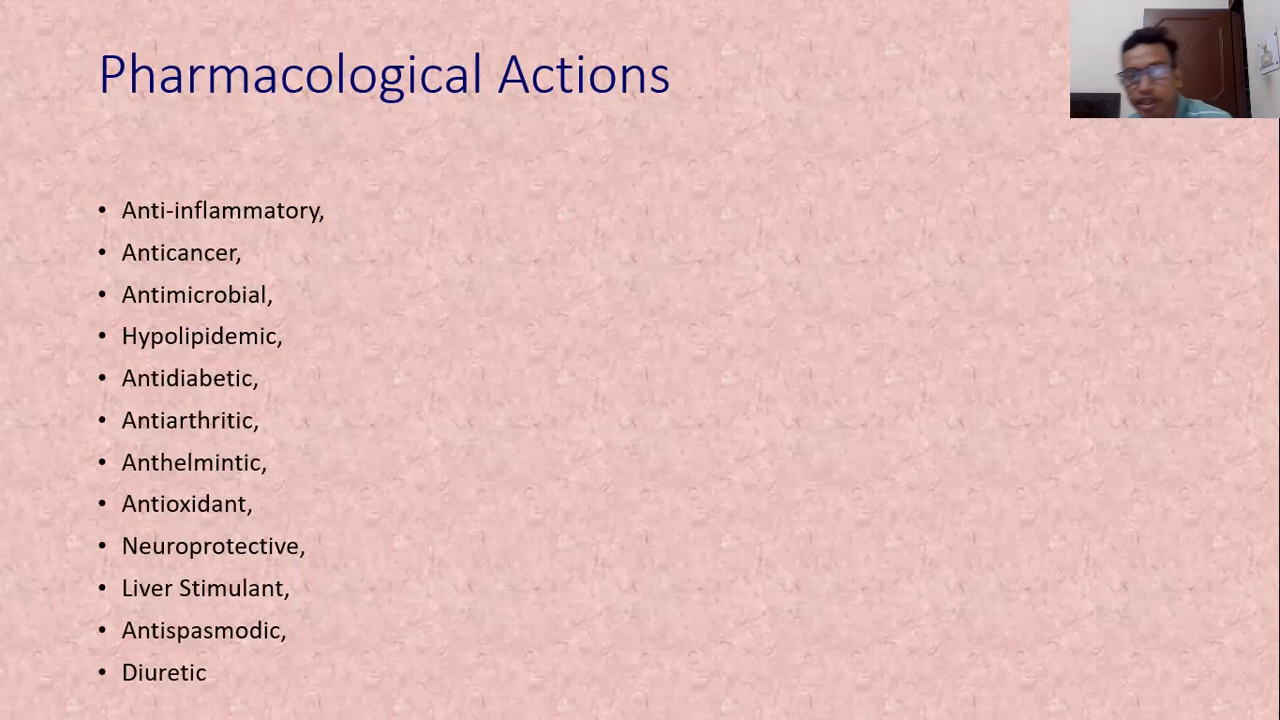 Pharmacological Actions
• Anti-inflammatory,
• Anticancer,
• Antimicrobial,
• Hypolipidemic,
• Antidiabetic,
• Antiarthritic,
• Anthelmintic,
• Antioxidant,
• Neuroprotective,
• Liver Stimulant,
• Antispasmodic,
• Diuretic